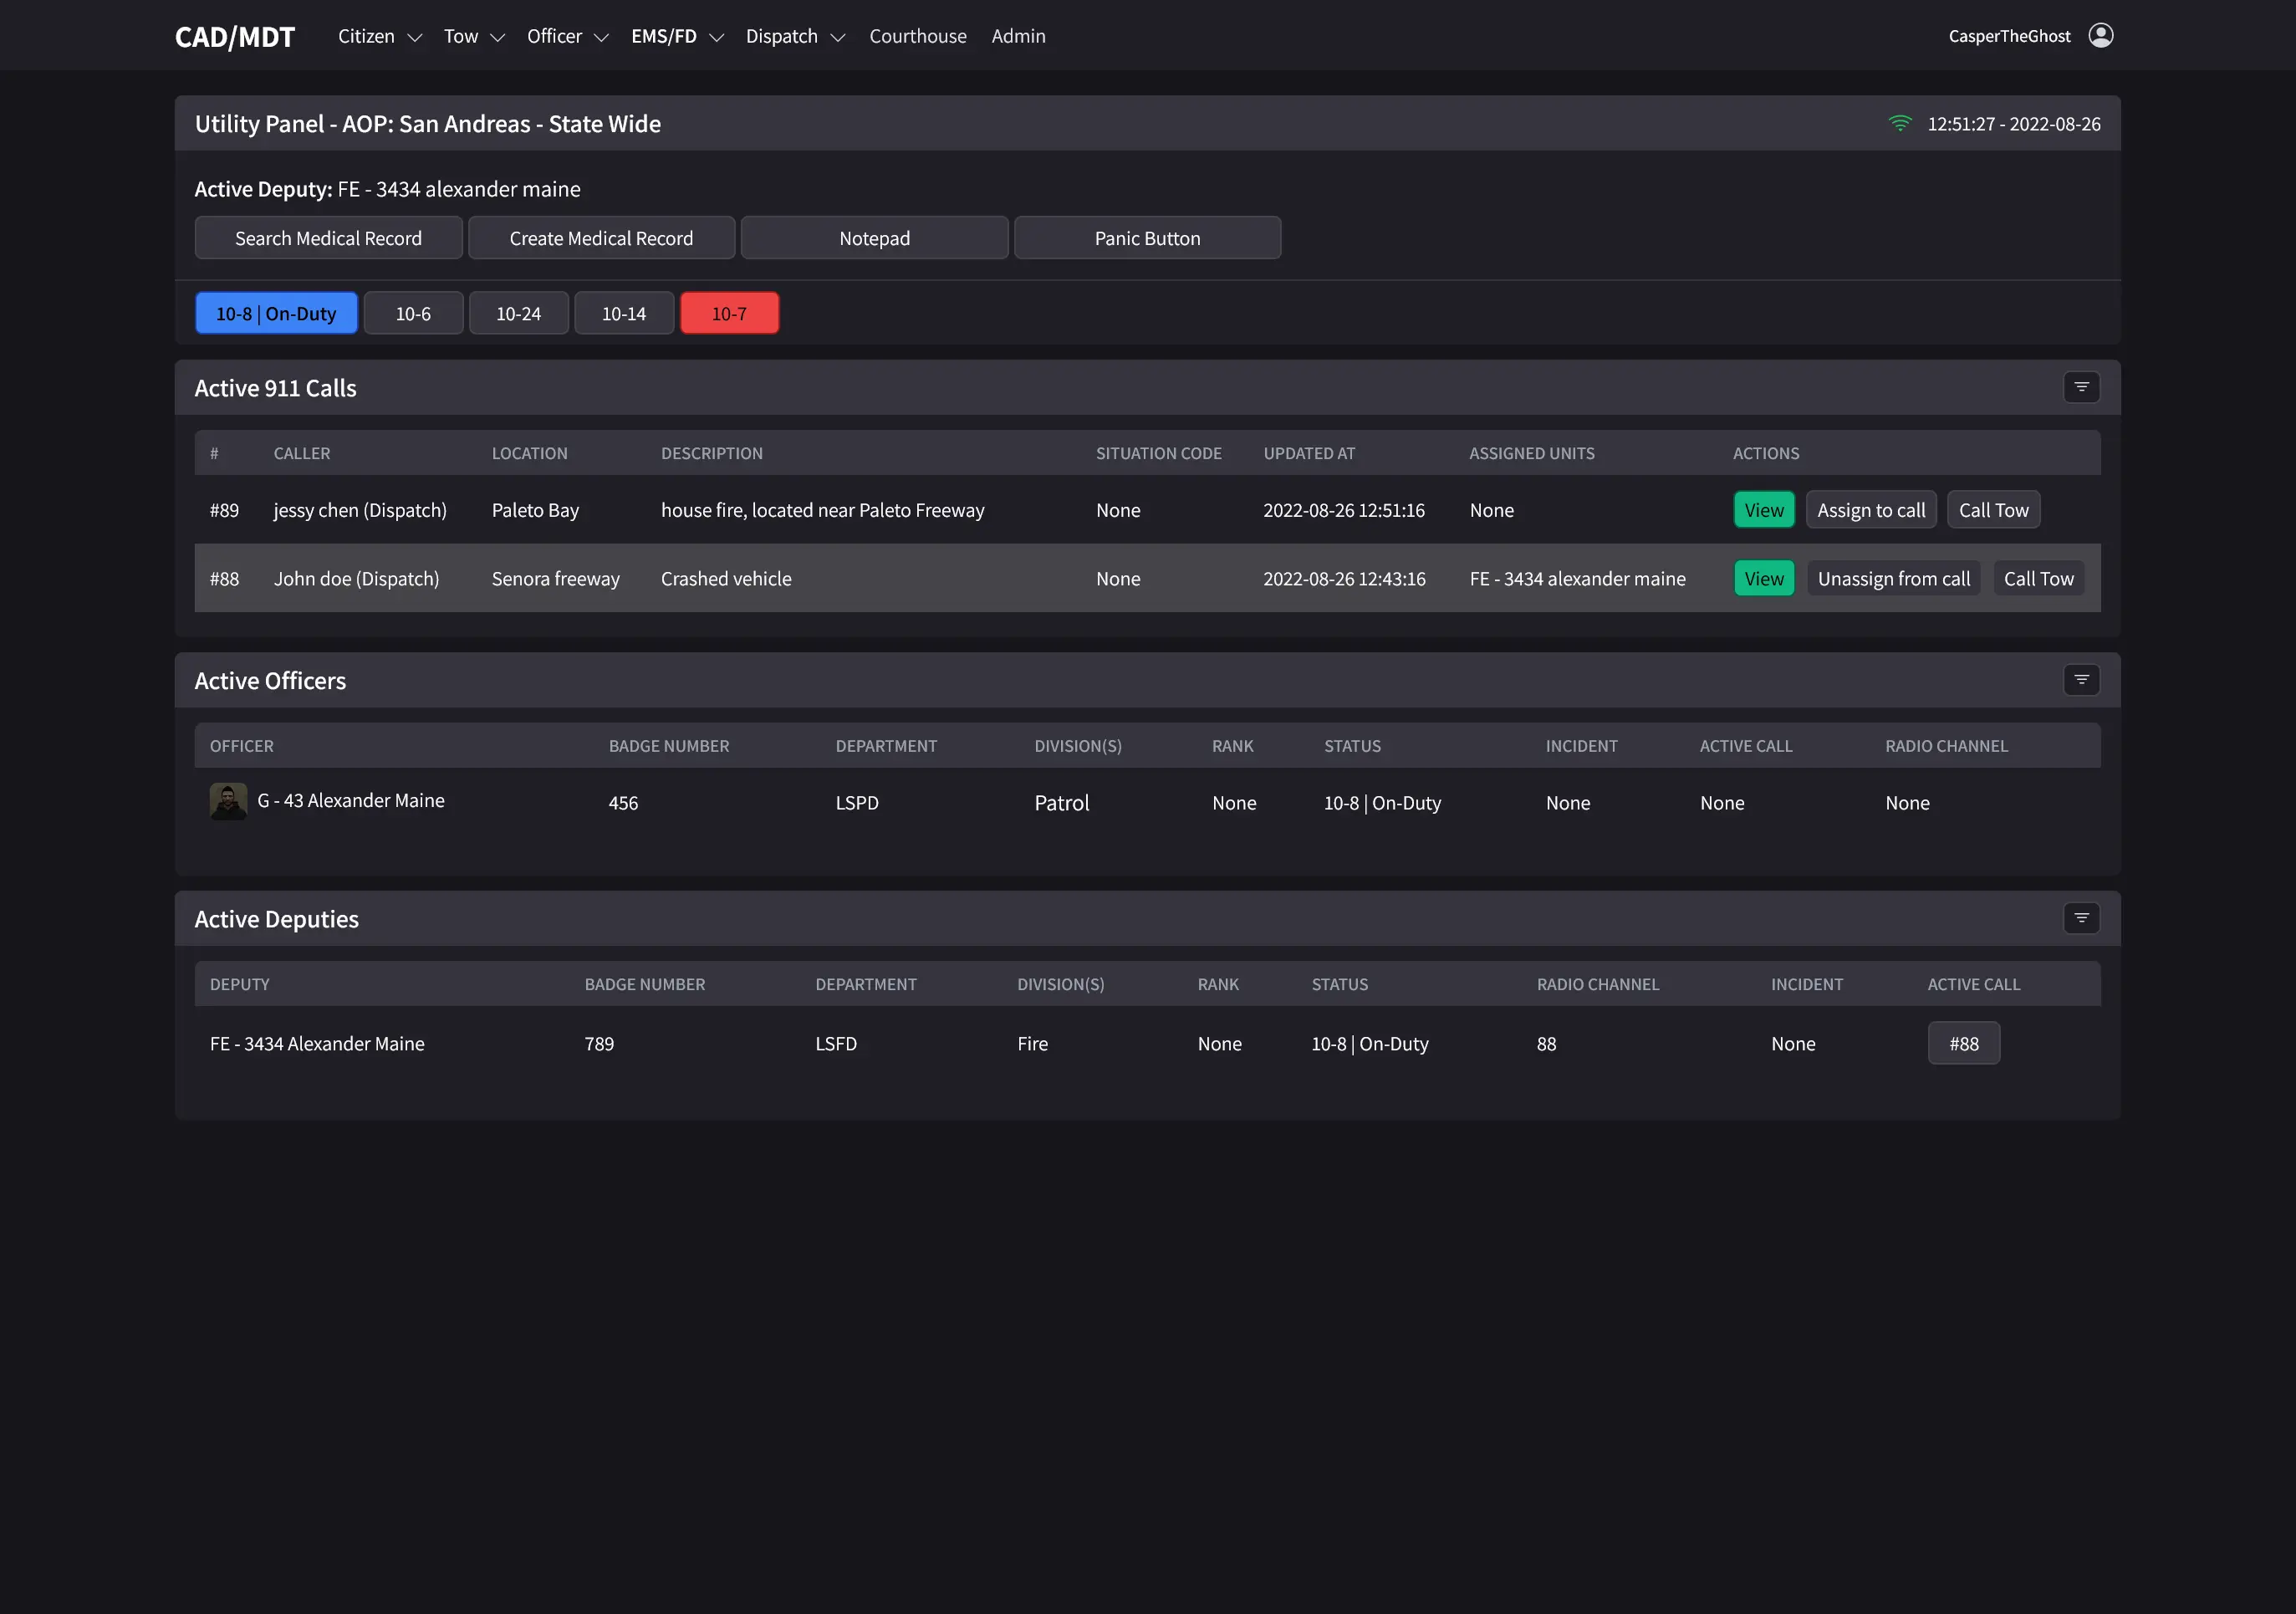 CAD/MDT Citizen Tow Officer EMS/FD Dispatch Courthouse Admin CasperTheGhost
Utility Panel - AOP: San Andreas - State Wide 12:51:27 - 2022-08-26
Active Deputy: FE - 3434 alexander maine
Search Medical Record Create Medical Record Notepad Panic Button
10-8 | On-Duty 10-6 10-24 10-14 10-7
Active 911 Calls
# CALLER LOCATION DESCRIPTION SITUATION CODE UPDATED AT ASSIGNED UNITS ACTIONS
#89 jessy chen (Dispatch) Paleto Bay house fire, located near Paleto Freeway None 2022-08-26 12:51:16 None View Assign to call Call Tow
#88 John doe (Dispatch) Senora freeway Crashed vehicle None 2022-08-26 12:43:16 FE - 3434 alexander maine View Unassign from call Call Tow
Active Officers
OFFICER BADGE NUMBER DEPARTMENT DIVISION(S) RANK STATUS INCIDENT ACTIVE CALL RADIO CHANNEL
G - 43 Alexander Maine 456 LSPD Patrol None 10-8 | On-Duty None None None
Active Deputies
DEPUTY BADGE NUMBER DEPARTMENT DIVISION(S) RANK STATUS RADIO CHANNEL INCIDENT ACTIVE CALL
FE - 3434 Alexander Maine 789 LSFD Fire None 10-8 | On-Duty 88 None #88